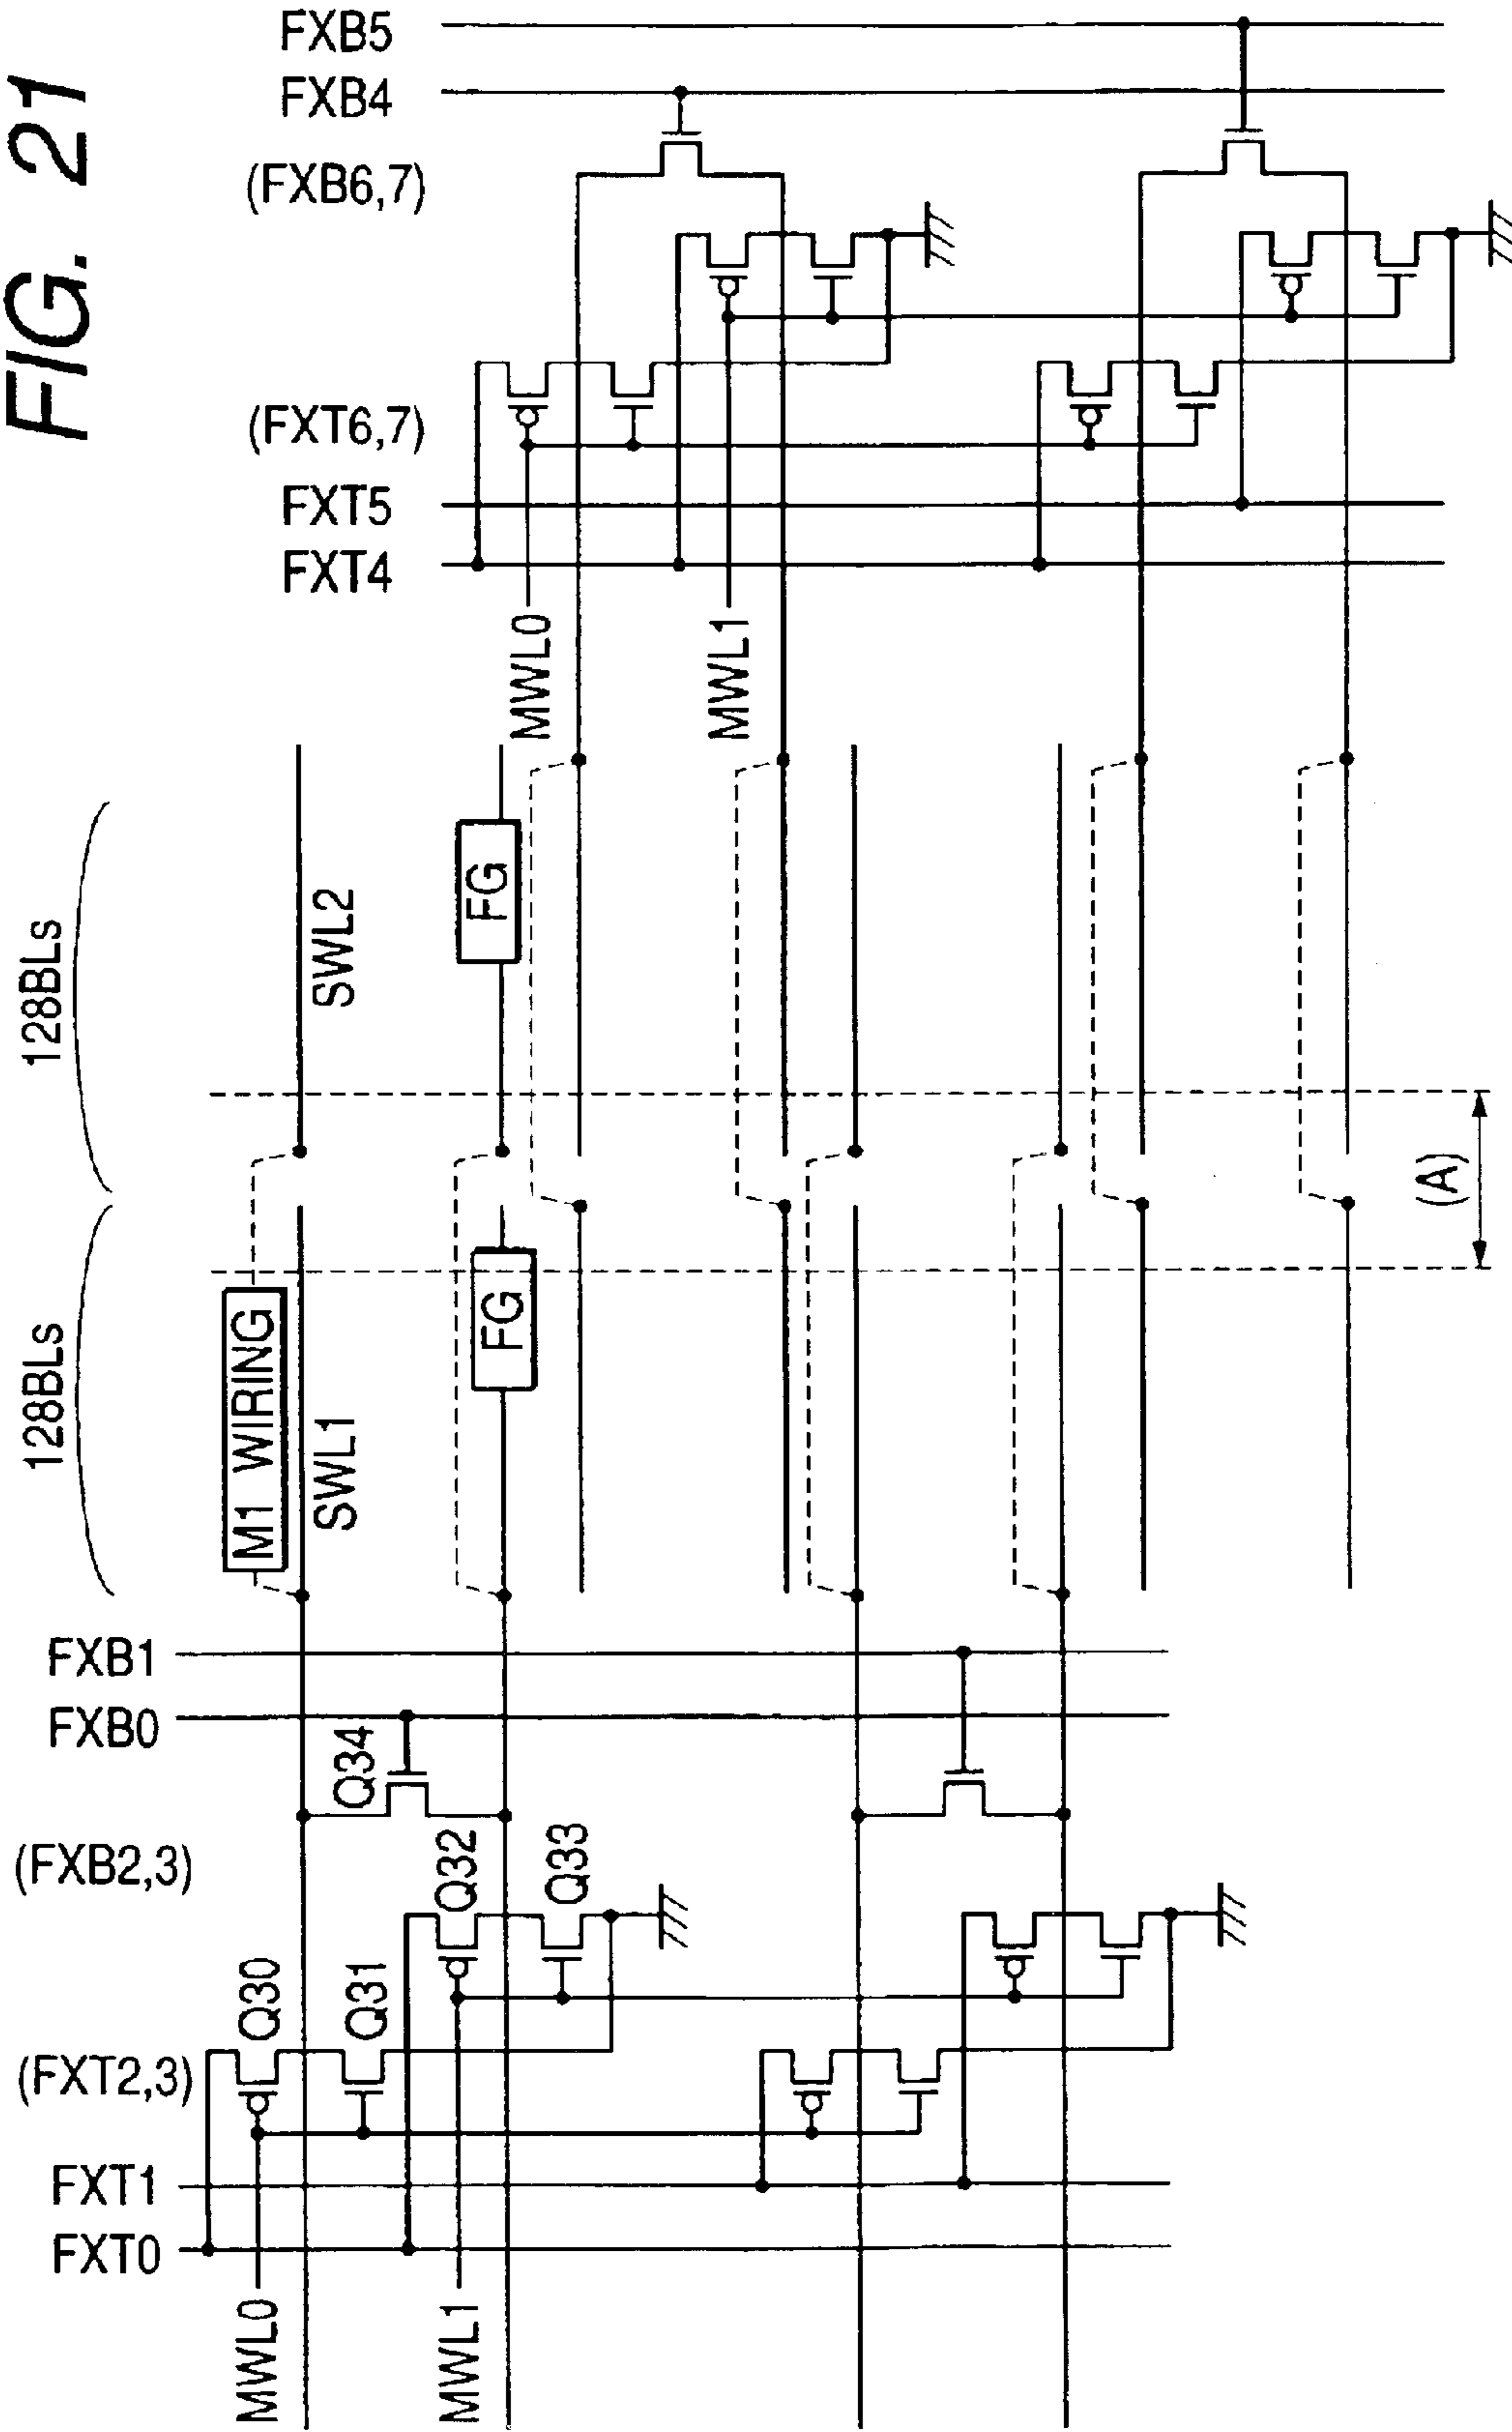 FIG. 21
FXB5
FXB4
(FXB6,7)
(FXT6,7)
FXT5
FXT4
MWL0
MWL1
128BLs
SWL2
FG
128BLs
M1 WIRING
SWL1
FG
(A)
FXB1
FXB0
Q34
(FXB2,3)
Q32
Q33
Q30
Q31
(FXT2,3)
FXT1
FXT0
MWL0
MWL1